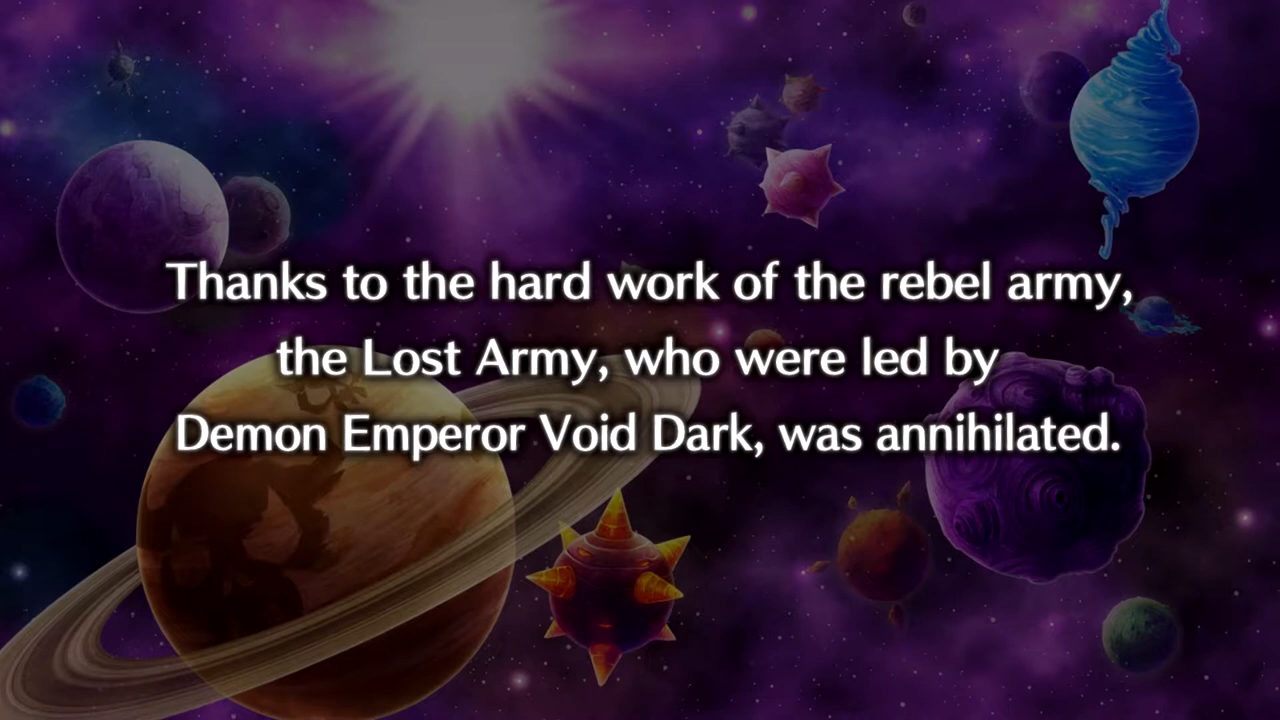 Thanks to the hard work of the rebel army,
the Lost Army, who were led by
Demon Emperor Void Dark, was annihilated.